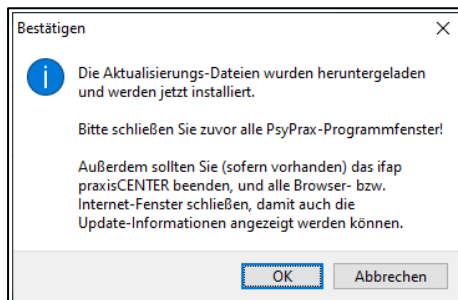 Bestätigen
Die Aktualisierungs-Dateien wurden heruntergeladen
und werden jetzt installiert.
Bitte schließen Sie zuvor alle PsyPrax-Programmfenster!
Außerdem sollten Sie (sofern vorhanden) das ifap
praxisCENTER beenden, und alle Browser- bzw.
Internet-Fenster schließen, damit auch die
Update-Informationen angezeigt werden können.
OK Abbrechen